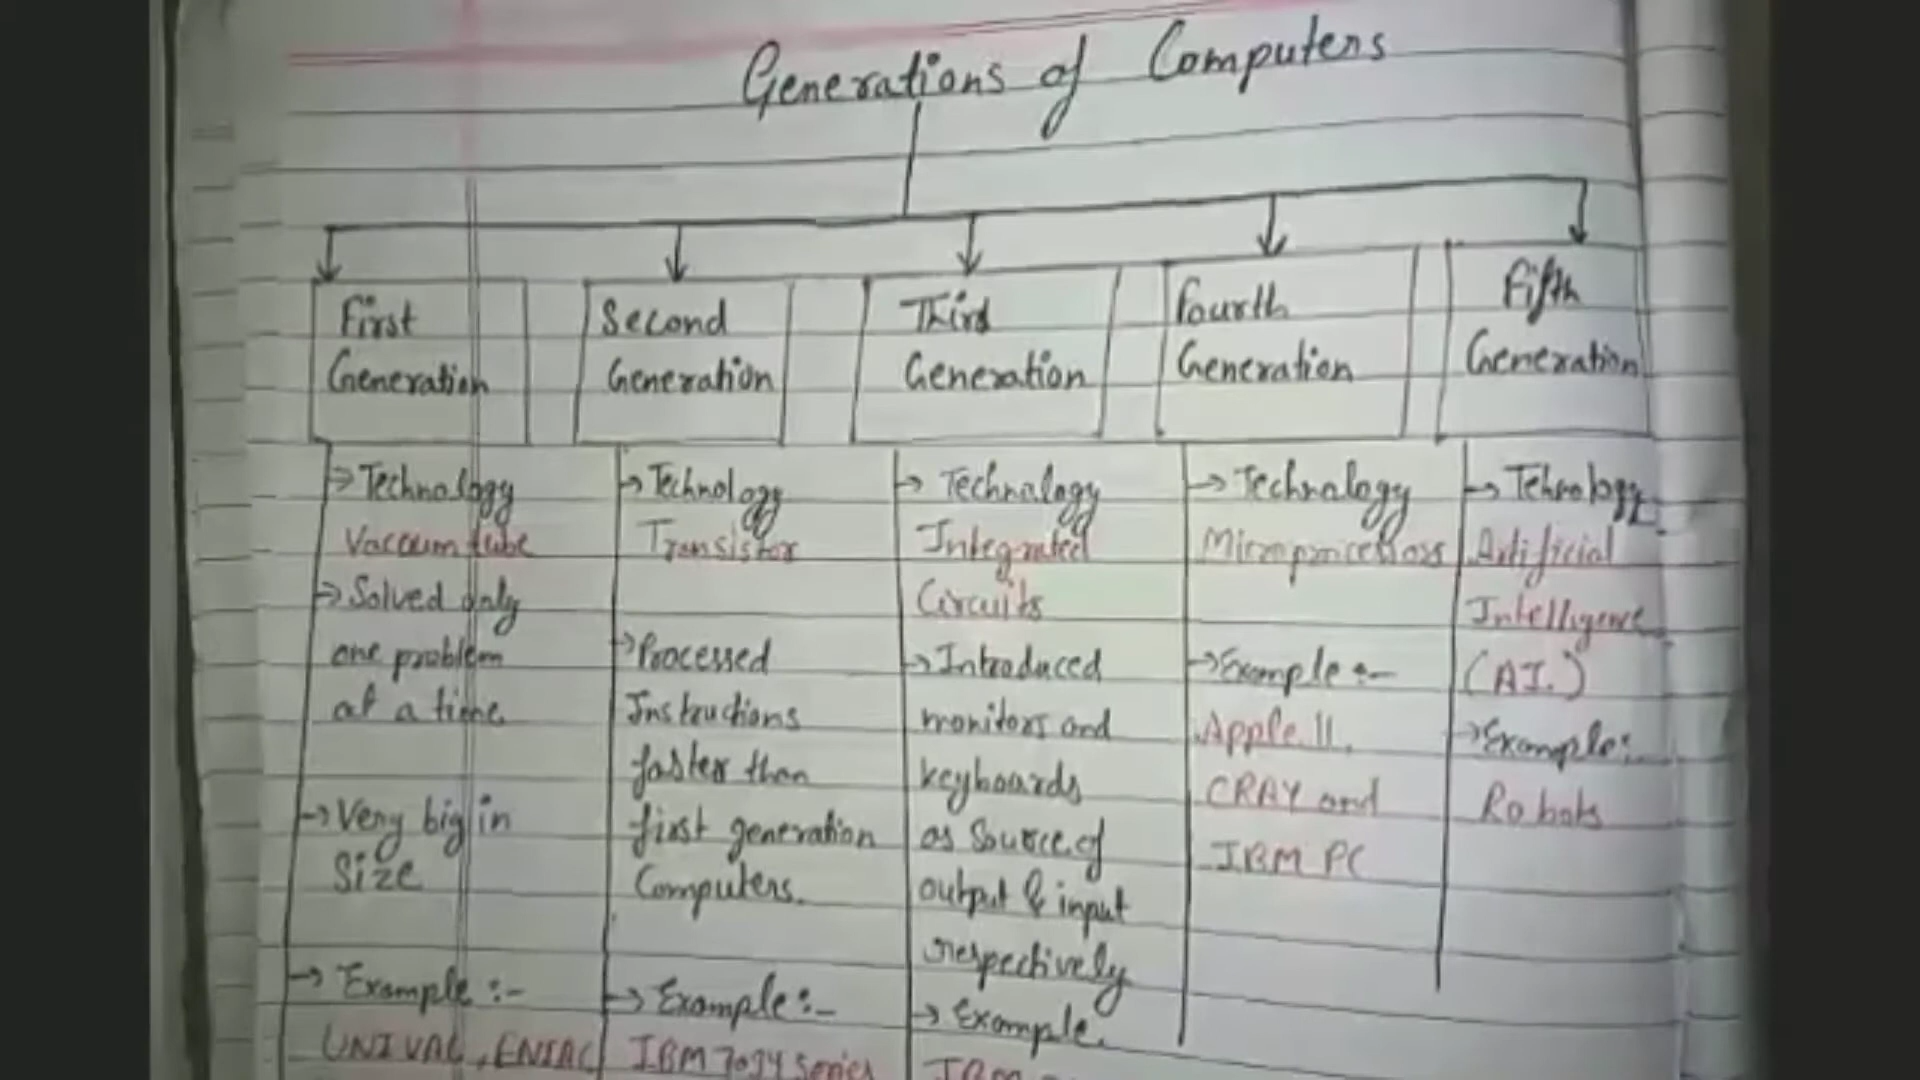 Generations of Computers
First
Generation
Second
Generation
Third
Generation
Fourth
Generation
Fifth
Generation
→ Technology
Vaccum tube
→ Solved only
one problem
at a time
→ Very big in
Size
→ Example :-
UNIVAC, ENIAC
→ Technology
Transistor
→ Processed
Instructions
faster than
first generation
Computers.
→ Example :-
IBM 7094 series
→ Technology
Integrated
Circuits
→ Introduced
monitors and
keyboards
as Source of
output & input
respectively
→ Example
IBM
→ Technology
→ Example :-
Apple II,
CRAY and
IBM PC
→ Tehnology
Artificial
Intelligence
(AI.)
→ Example:-
Robots